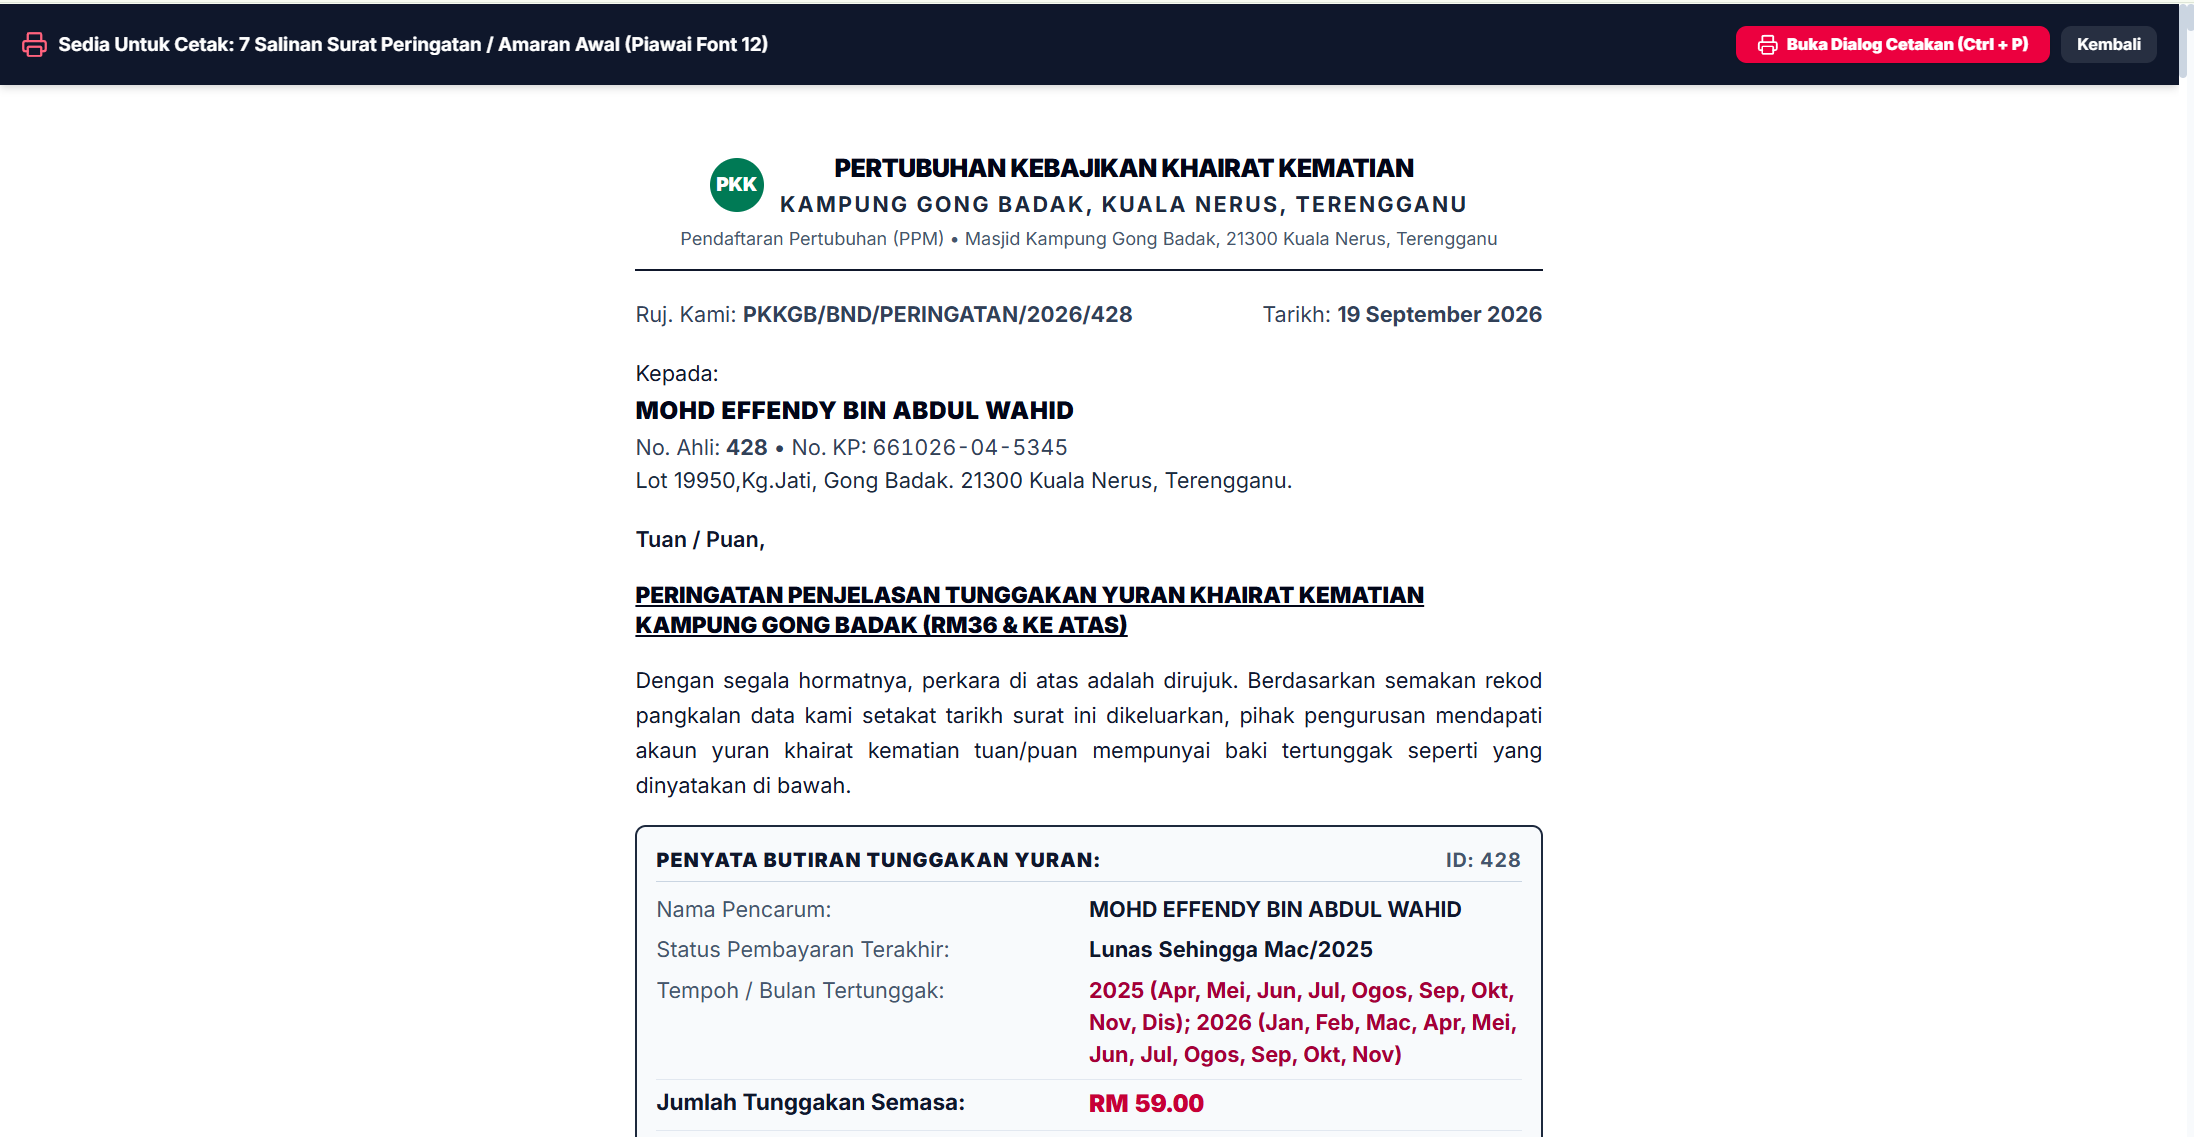 Sedia Untuk Cetak: 7 Salinan Surat Peringatan / Amaran Awal (Piawai Font 12)
Buka Dialog Cetakan (Ctrl + P)
Kembali
PKK
PERTUBUHAN KEBAJIKAN KHAIRAT KEMATIAN
KAMPUNG GONG BADAK, KUALA NERUS, TERENGGANU
Pendaftaran Pertubuhan (PPM) • Masjid Kampung Gong Badak, 21300 Kuala Nerus, Terengganu
Ruj. Kami: PKKGB/BND/PERINGATAN/2026/428
Tarikh: 19 September 2026
Kepada:
MOHD EFFENDY BIN ABDUL WAHID
No. Ahli: 428 • No. KP: 661026-04-5345
Lot 19950,Kg.Jati, Gong Badak. 21300 Kuala Nerus, Terengganu.
Tuan / Puan,
PERINGATAN PENJELASAN TUNGGAKAN YURAN KHAIRAT KEMATIAN
KAMPUNG GONG BADAK (RM36 & KE ATAS)
Dengan segala hormatnya, perkara di atas adalah dirujuk. Berdasarkan semakan rekod
pangkalan data kami setakat tarikh surat ini dikeluarkan, pihak pengurusan mendapati
akaun yuran khairat kematian tuan/puan mempunyai baki tertunggak seperti yang
dinyatakan di bawah.
PENYATA BUTIRAN TUNGGAKAN YURAN:
ID: 428
Nama Pencarum:
MOHD EFFENDY BIN ABDUL WAHID
Status Pembayaran Terakhir:
Lunas Sehingga Mac/2025
Tempoh / Bulan Tertunggak:
2025 (Apr, Mei, Jun, Jul, Ogos, Sep, Okt,
Nov, Dis); 2026 (Jan, Feb, Mac, Apr, Mei,
Jun, Jul, Ogos, Sep, Okt, Nov)
Jumlah Tunggakan Semasa:
RM 59.00